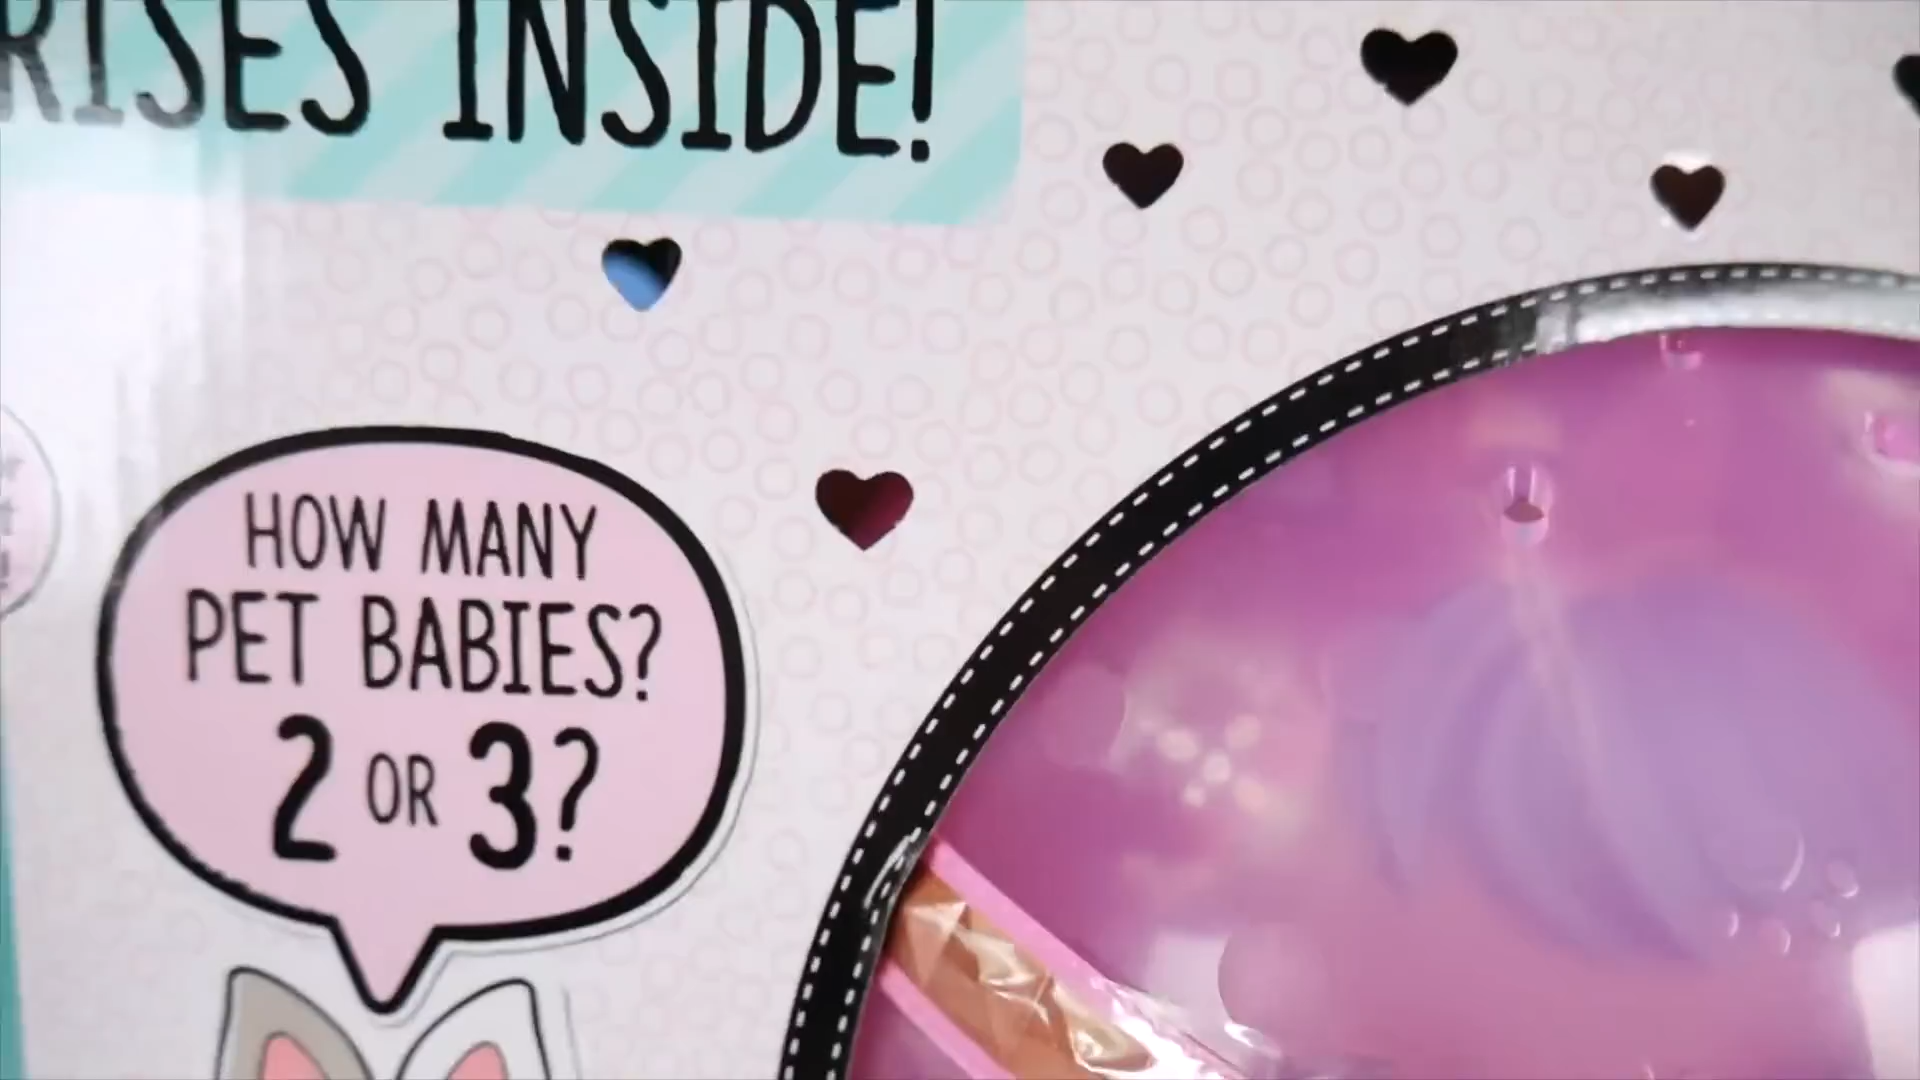 RISES INSIDE!
HOW MANY
PET BABIES?
2 OR 3?